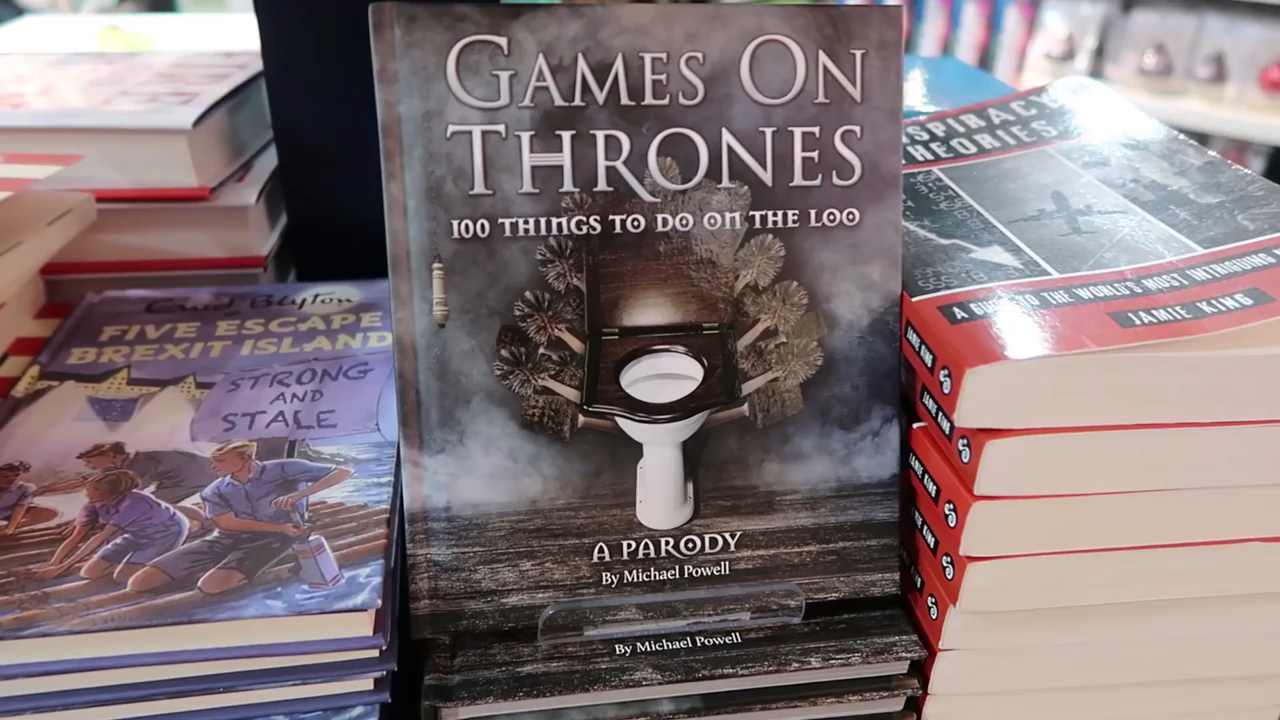 Enid Blyton
FIVE ESCAPE
BREXIT ISLAND
STRONG
AND
STALE
GAMES ON
THRONES
100 THINGS TO DO ON THE LOO
A PARODY
By Michael Powell
By Michael Powell
SPIRACY
HEORIES
A GUIDE TO THE WORLD'S MOST INTRIGUING
JAMIE KING
JAMIE KING
JAMIE KING
JAMIE KING
JAMIE KING